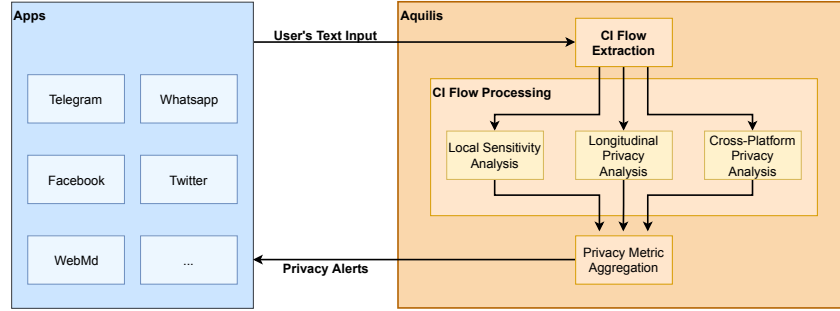 Apps
Telegram
Whatsapp
Facebook
Twitter
WebMd
...
User's Text Input
Privacy Alerts
Aquilis
CI Flow
Extraction
CI Flow Processing
Local Sensitivity
Analysis
Longitudinal
Privacy
Analysis
Cross-Platform
Privacy
Analysis
Privacy Metric
Aggregation